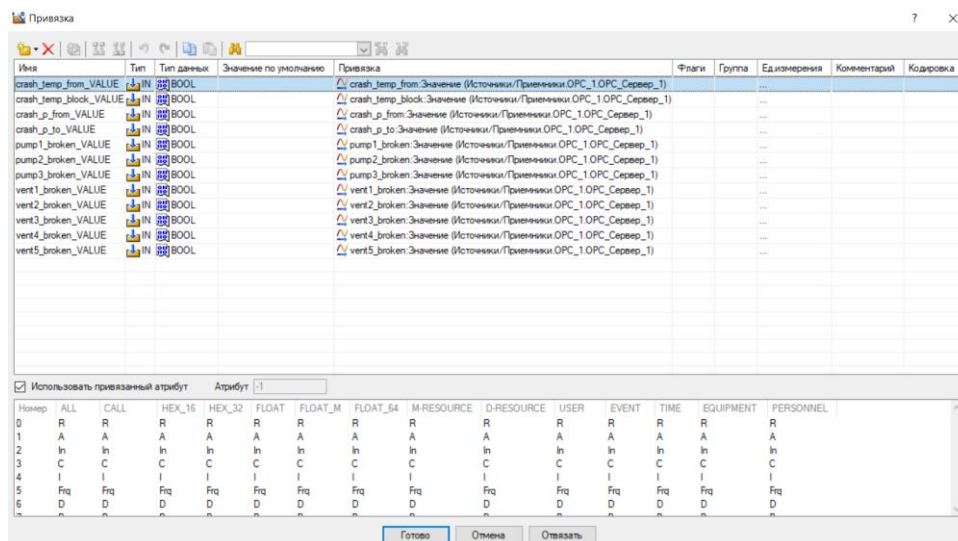 Привязка ? ×
Имя Тип Тип данных Значение по умолчанию Привязка Флаги Группа Ед.измерения Комментарий Кодировка
crash_temp_from_VALUE IN BOOL crash_temp_from:Значение (Источники/Приемники.OPC_1.OPC_Сервер_1) ...
crash_temp_block_VALUE IN BOOL crash_temp_block:Значение (Источники/Приемники.OPC_1.OPC_Сервер_1) ...
crash_p_from_VALUE IN BOOL crash_p_from:Значение (Источники/Приемники.OPC_1.OPC_Сервер_1) ...
crash_p_to_VALUE IN BOOL crash_p_to:Значение (Источники/Приемники.OPC_1.OPC_Сервер_1) ...
pump1_broken_VALUE IN BOOL pump1_broken:Значение (Источники/Приемники.OPC_1.OPC_Сервер_1) ...
pump2_broken_VALUE IN BOOL pump2_broken:Значение (Источники/Приемники.OPC_1.OPC_Сервер_1) ...
pump3_broken_VALUE IN BOOL pump3_broken:Значение (Источники/Приемники.OPC_1.OPC_Сервер_1) ...
vent1_broken_VALUE IN BOOL vent1_broken:Значение (Источники/Приемники.OPC_1.OPC_Сервер_1) ...
vent2_broken_VALUE IN BOOL vent2_broken:Значение (Источники/Приемники.OPC_1.OPC_Сервер_1) ...
vent3_broken_VALUE IN BOOL vent3_broken:Значение (Источники/Приемники.OPC_1.OPC_Сервер_1) ...
vent4_broken_VALUE IN BOOL vent4_broken:Значение (Источники/Приемники.OPC_1.OPC_Сервер_1) ...
vent5_broken_VALUE IN BOOL vent5_broken:Значение (Источники/Приемники.OPC_1.OPC_Сервер_1) ...
Использовать привязанный атрибут Атрибут -1
Номер ALL CALL HEX_16 HEX_32 FLOAT FLOAT_M FLOAT_64 M-RESOURCE D-RESOURCE USER EVENT TIME EQUIPMENT PERSONNEL
0 R R R R R R R R R R R R R R
1 A A A A A A A A A A A A A A
2 In In In In In In In In In In In In In In
3 C C C C C C C C C C C C C C
4 I I I I I I I I I I I I I I
5 Frq Frq Frq Frq Frq Frq Frq Frq Frq Frq Frq Frq Frq Frq
6 D D D D D D D D D D D D D D
Готово Отмена Отвязать